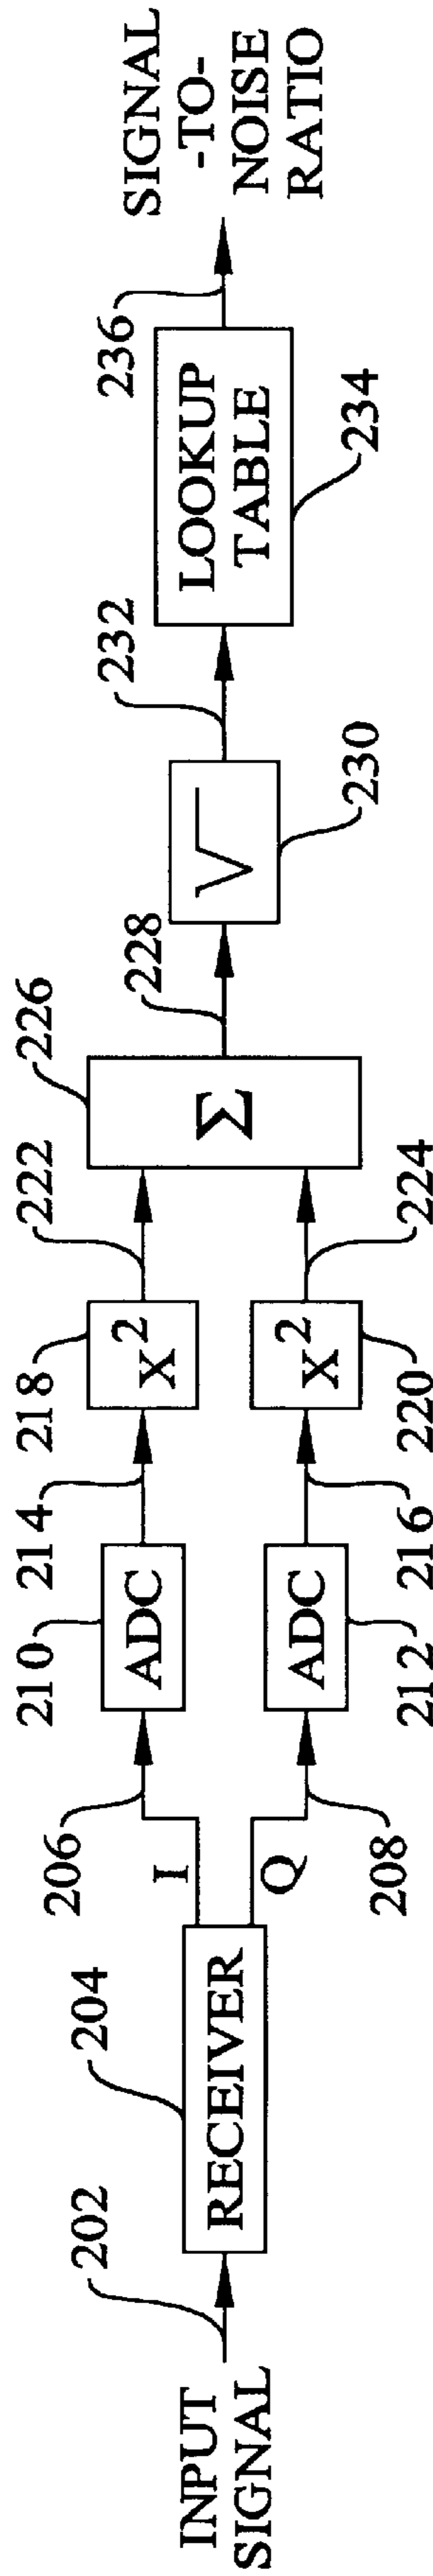 INPUT
SIGNAL
202
204
RECEIVER
I
Q
206
208
210
ADC
212
ADC
214
216
218
X²
220
X²
222
224
226
Σ
228
√
230
232
LOOKUP
TABLE
234
236
SIGNAL
-TO-
NOISE
RATIO